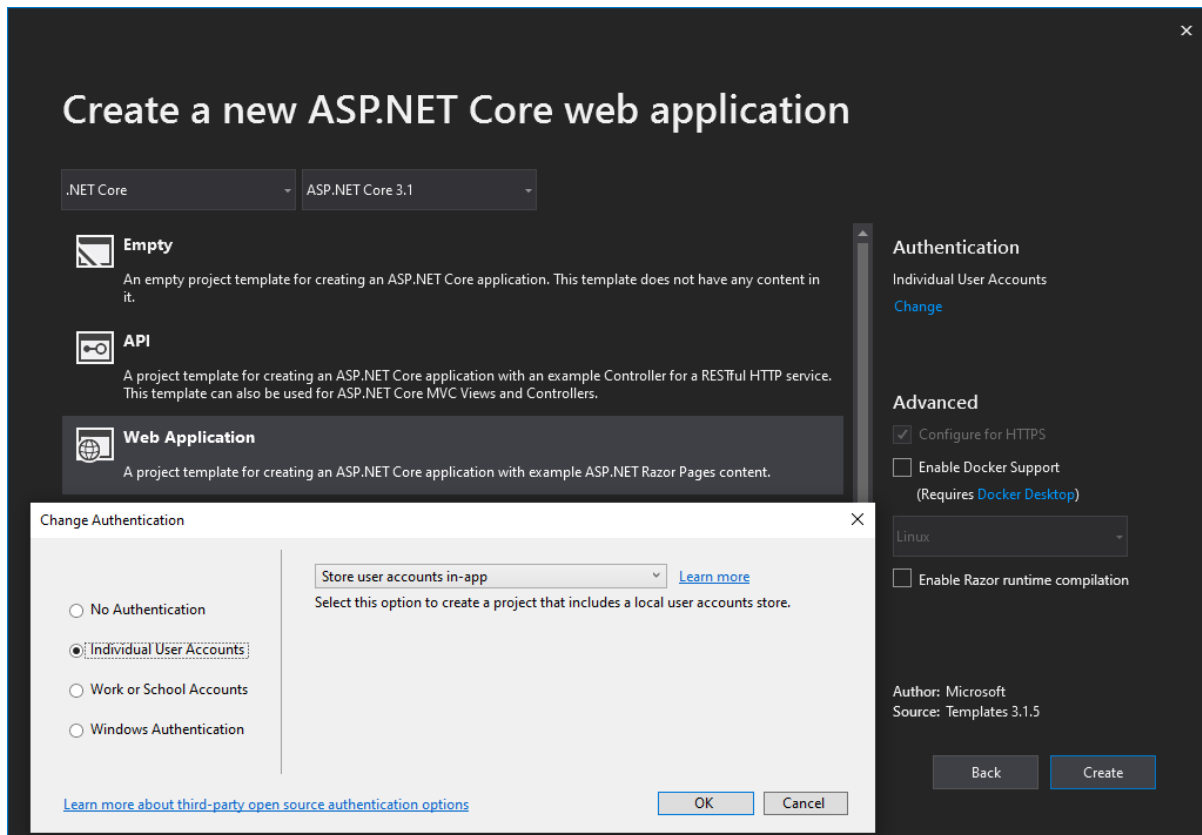 Create a new ASP.NET Core web application
.NET Core
ASP.NET Core 3.1
Empty
An empty project template for creating an ASP.NET Core application. This template does not have any content in
it.
API
A project template for creating an ASP.NET Core application with an example Controller for a RESTful HTTP service.
This template can also be used for ASP.NET Core MVC Views and Controllers.
Web Application
A project template for creating an ASP.NET Core application with example ASP.NET Razor Pages content.
Authentication
Individual User Accounts
Change
Advanced
Configure for HTTPS
Enable Docker Support
(Requires Docker Desktop)
Linux
Enable Razor runtime compilation
Author: Microsoft
Source: Templates 3.1.5
Back
Create
Change Authentication
No Authentication
Individual User Accounts
Work or School Accounts
Windows Authentication
Store user accounts in-app
Learn more
Select this option to create a project that includes a local user accounts store.
Learn more about third-party open source authentication options
OK
Cancel